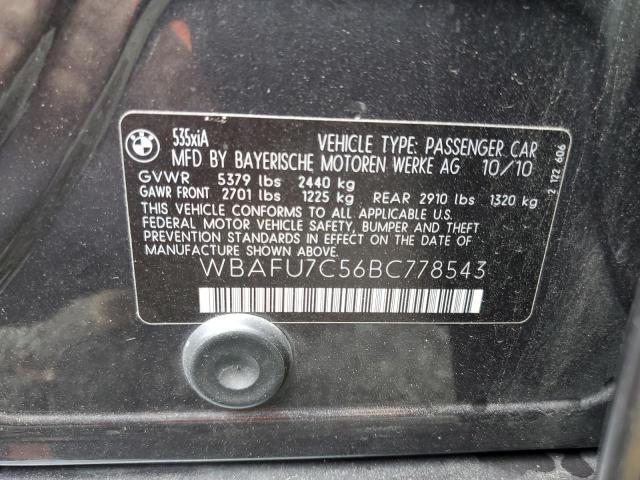 BMW
535xiA
VEHICLE TYPE: PASSENGER CAR
MFD BY BAYERISCHE MOTOREN WERKE AG 10/10
GVWR 5379 lbs 2440 kg
GAWR FRONT 2701 lbs 1225 kg REAR 2910 lbs 1320 kg
THIS VEHICLE CONFORMS TO ALL APPLICABLE U.S.
FEDERAL MOTOR VEHICLE SAFETY, BUMPER AND THEFT
PREVENTION STANDARDS IN EFFECT ON THE DATE OF
MANUFACTURE SHOWN ABOVE.
WBAFU7C56BC778543
2 122 606